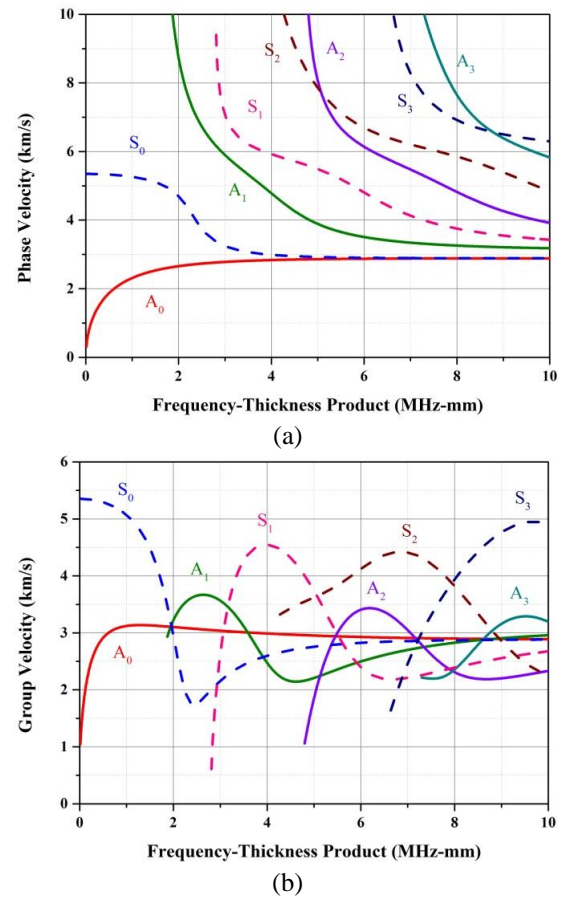 10
8
6
4
2
0
Phase Velocity (km/s)
S0
A0
A1
S1
S2
A2
S3
A3
0 2 4 6 8 10
Frequency-Thickness Product (MHz-mm)
(a)
6
5
4
3
2
1
0
Group Velocity (km/s)
S0
A0
A1
S1
A2
S2
A3
S3
0 2 4 6 8 10
Frequency-Thickness Product (MHz-mm)
(b)